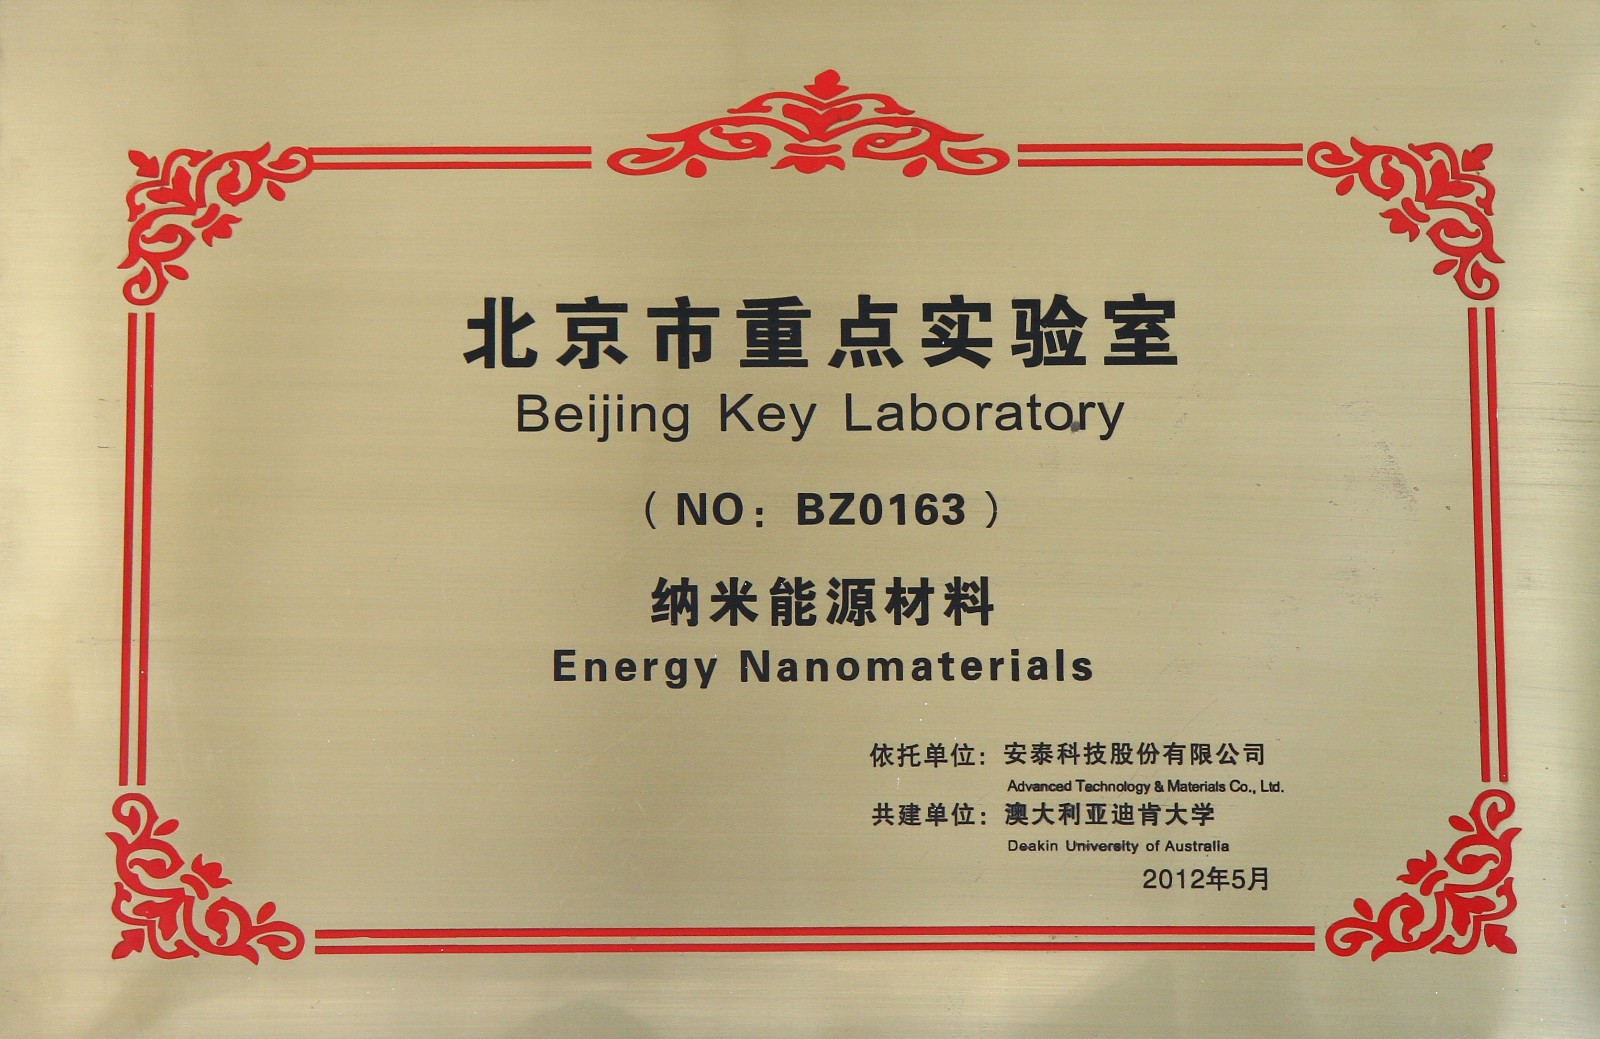 北京市重点实验室
Beijing Key Laboratory
（NO：BZ0163）
纳米能源材料
Energy Nanomaterials
依托单位：安泰科技股份有限公司
Advanced Technology & Materials Co., Ltd.
共建单位：澳大利亚迪肯大学
Deakin University of Australia
2012年5月